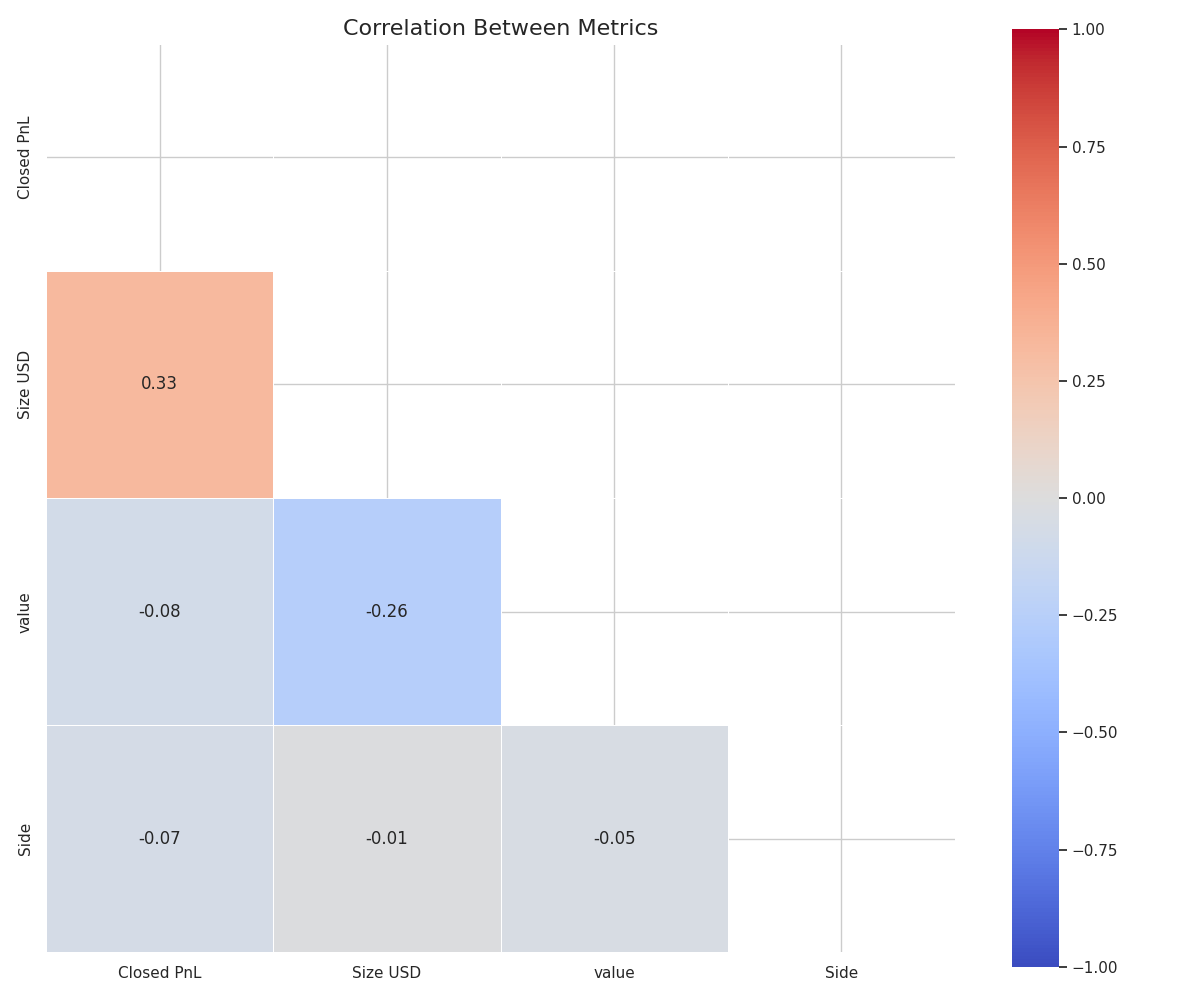 Correlation Between Metrics
Closed PnL
Size USD
value
Side
0.33
-0.08
-0.26
-0.07
-0.01
-0.05
Closed PnL
Size USD
value
Side
1.00
0.75
0.50
0.25
0.00
−0.25
−0.50
−0.75
−1.00